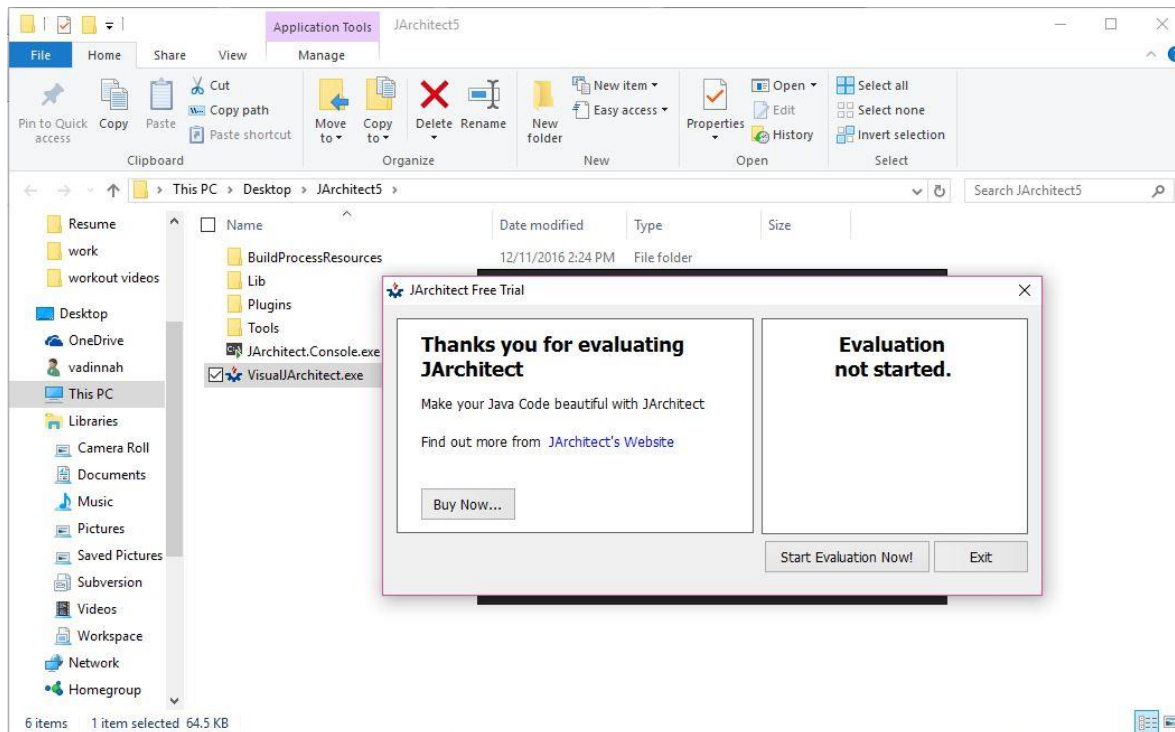 Application Tools
JArchitect5
File
Home
Share
View
Manage
Pin to Quick access
Copy
Paste
Cut
Copy path
Paste shortcut
Clipboard
Move to
Copy to
Delete
Rename
Organize
New folder
New item
Easy access
New
Properties
Open
Edit
History
Open
Select all
Select none
Invert selection
Select
This PC > Desktop > JArchitect5 >
Search JArchitect5
Resume
work
workout videos
Desktop
OneDrive
vadinnah
This PC
Libraries
Camera Roll
Documents
Music
Pictures
Saved Pictures
Subversion
Videos
Workspace
Network
Homegroup
Name
Date modified
Type
Size
BuildProcessResources
12/11/2016 2:24 PM
File folder
Lib
Plugins
Tools
JArchitect.Console.exe
VisualJArchitect.exe
JArchitect Free Trial
Thanks you for evaluating
JArchitect
Make your Java Code beautiful with JArchitect
Find out more from JArchitect's Website
Buy Now...
Evaluation
not started.
Start Evaluation Now!
Exit
6 items
1 item selected 64.5 KB